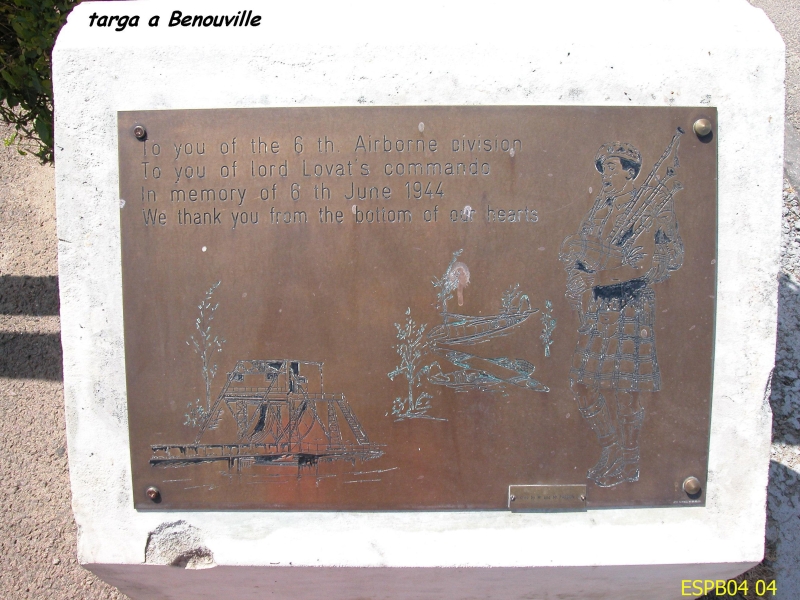 targa a Benouville
To you of the 6 th. Airborne division
To you of lord Lovat's commando
In memory of 6 th June 1944
We thank you from the bottom of our hearts
ESPB04 04